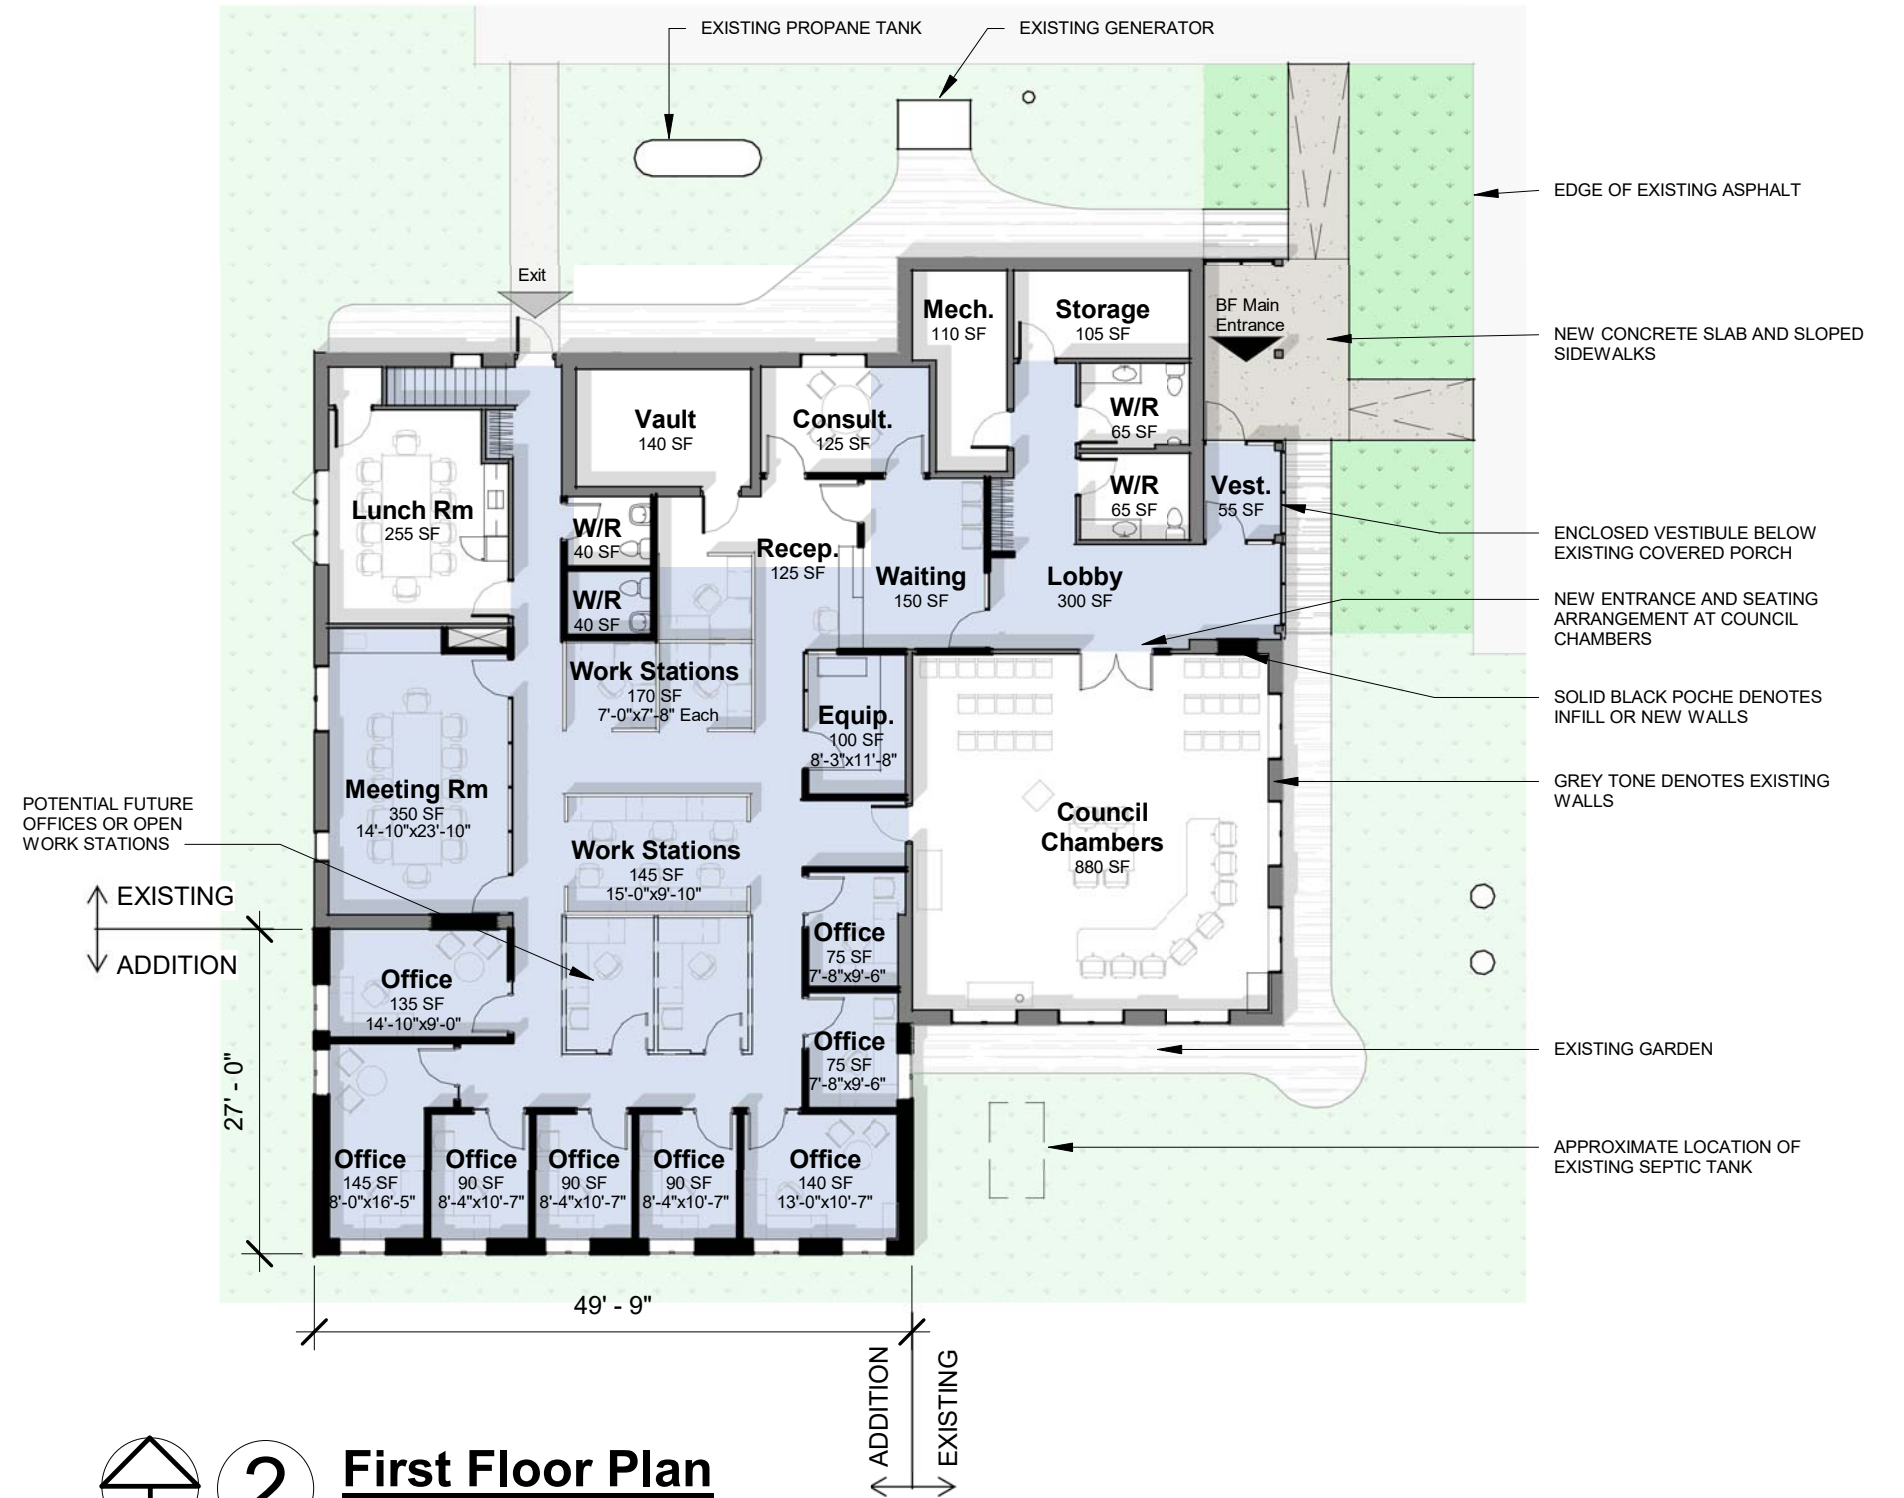 EXISTING PROPANE TANK
EXISTING GENERATOR
EDGE OF EXISTING ASPHALT
Exit
BF Main
Entrance
NEW CONCRETE SLAB AND SLOPED
SIDEWALKS
Mech.
110 SF
Storage
105 SF
Vault
140 SF
Consult.
125 SF
W/R
65 SF
W/R
65 SF
Vest.
55 SF
Lunch Rm
255 SF
W/R
40 SF
W/R
40 SF
Recep.
125 SF
Waiting
150 SF
Lobby
300 SF
ENCLOSED VESTIBULE BELOW
EXISTING COVERED PORCH
NEW ENTRANCE AND SEATING
ARRANGEMENT AT COUNCIL
CHAMBERS
SOLID BLACK POCHE DENOTES
INFILL OR NEW WALLS
GREY TONE DENOTES EXISTING
WALLS
Work Stations
170 SF
7'-0"x7'-8" Each
Equip.
100 SF
8'-3"x11'-8"
Meeting Rm
350 SF
14'-10"x23'-10"
Council
Chambers
880 SF
POTENTIAL FUTURE
OFFICES OR OPEN
WORK STATIONS
Work Stations
145 SF
15'-0"x9'-10"
EXISTING
ADDITION
Office
135 SF
14'-10"x9'-0"
Office
75 SF
7'-8"x9'-6"
Office
75 SF
7'-8"x9'-6"
EXISTING GARDEN
27' - 0"
Office
145 SF
8'-0"x16'-5"
Office
90 SF
8'-4"x10'-7"
Office
90 SF
8'-4"x10'-7"
Office
90 SF
8'-4"x10'-7"
Office
140 SF
13'-0"x10'-7"
APPROXIMATE LOCATION OF
EXISTING SEPTIC TANK
49' - 9"
ADDITION
EXISTING
2
First Floor Plan